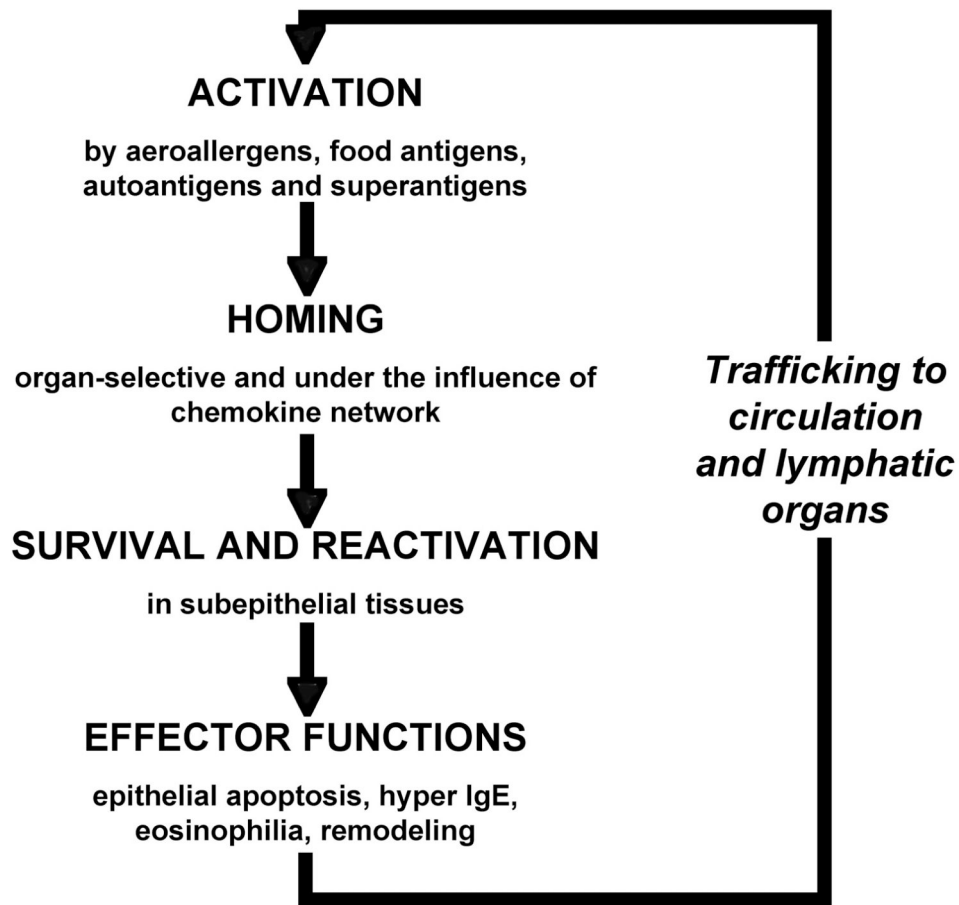 ACTIVATION
by aeroallergens, food antigens,
autoantigens and superantigens
HOMING
organ-selective and under the influence of
chemokine network
SURVIVAL AND REACTIVATION
in subepithelial tissues
EFFECTOR FUNCTIONS
epithelial apoptosis, hyper IgE,
eosinophilia, remodeling
Trafficking to
circulation
and lymphatic
organs